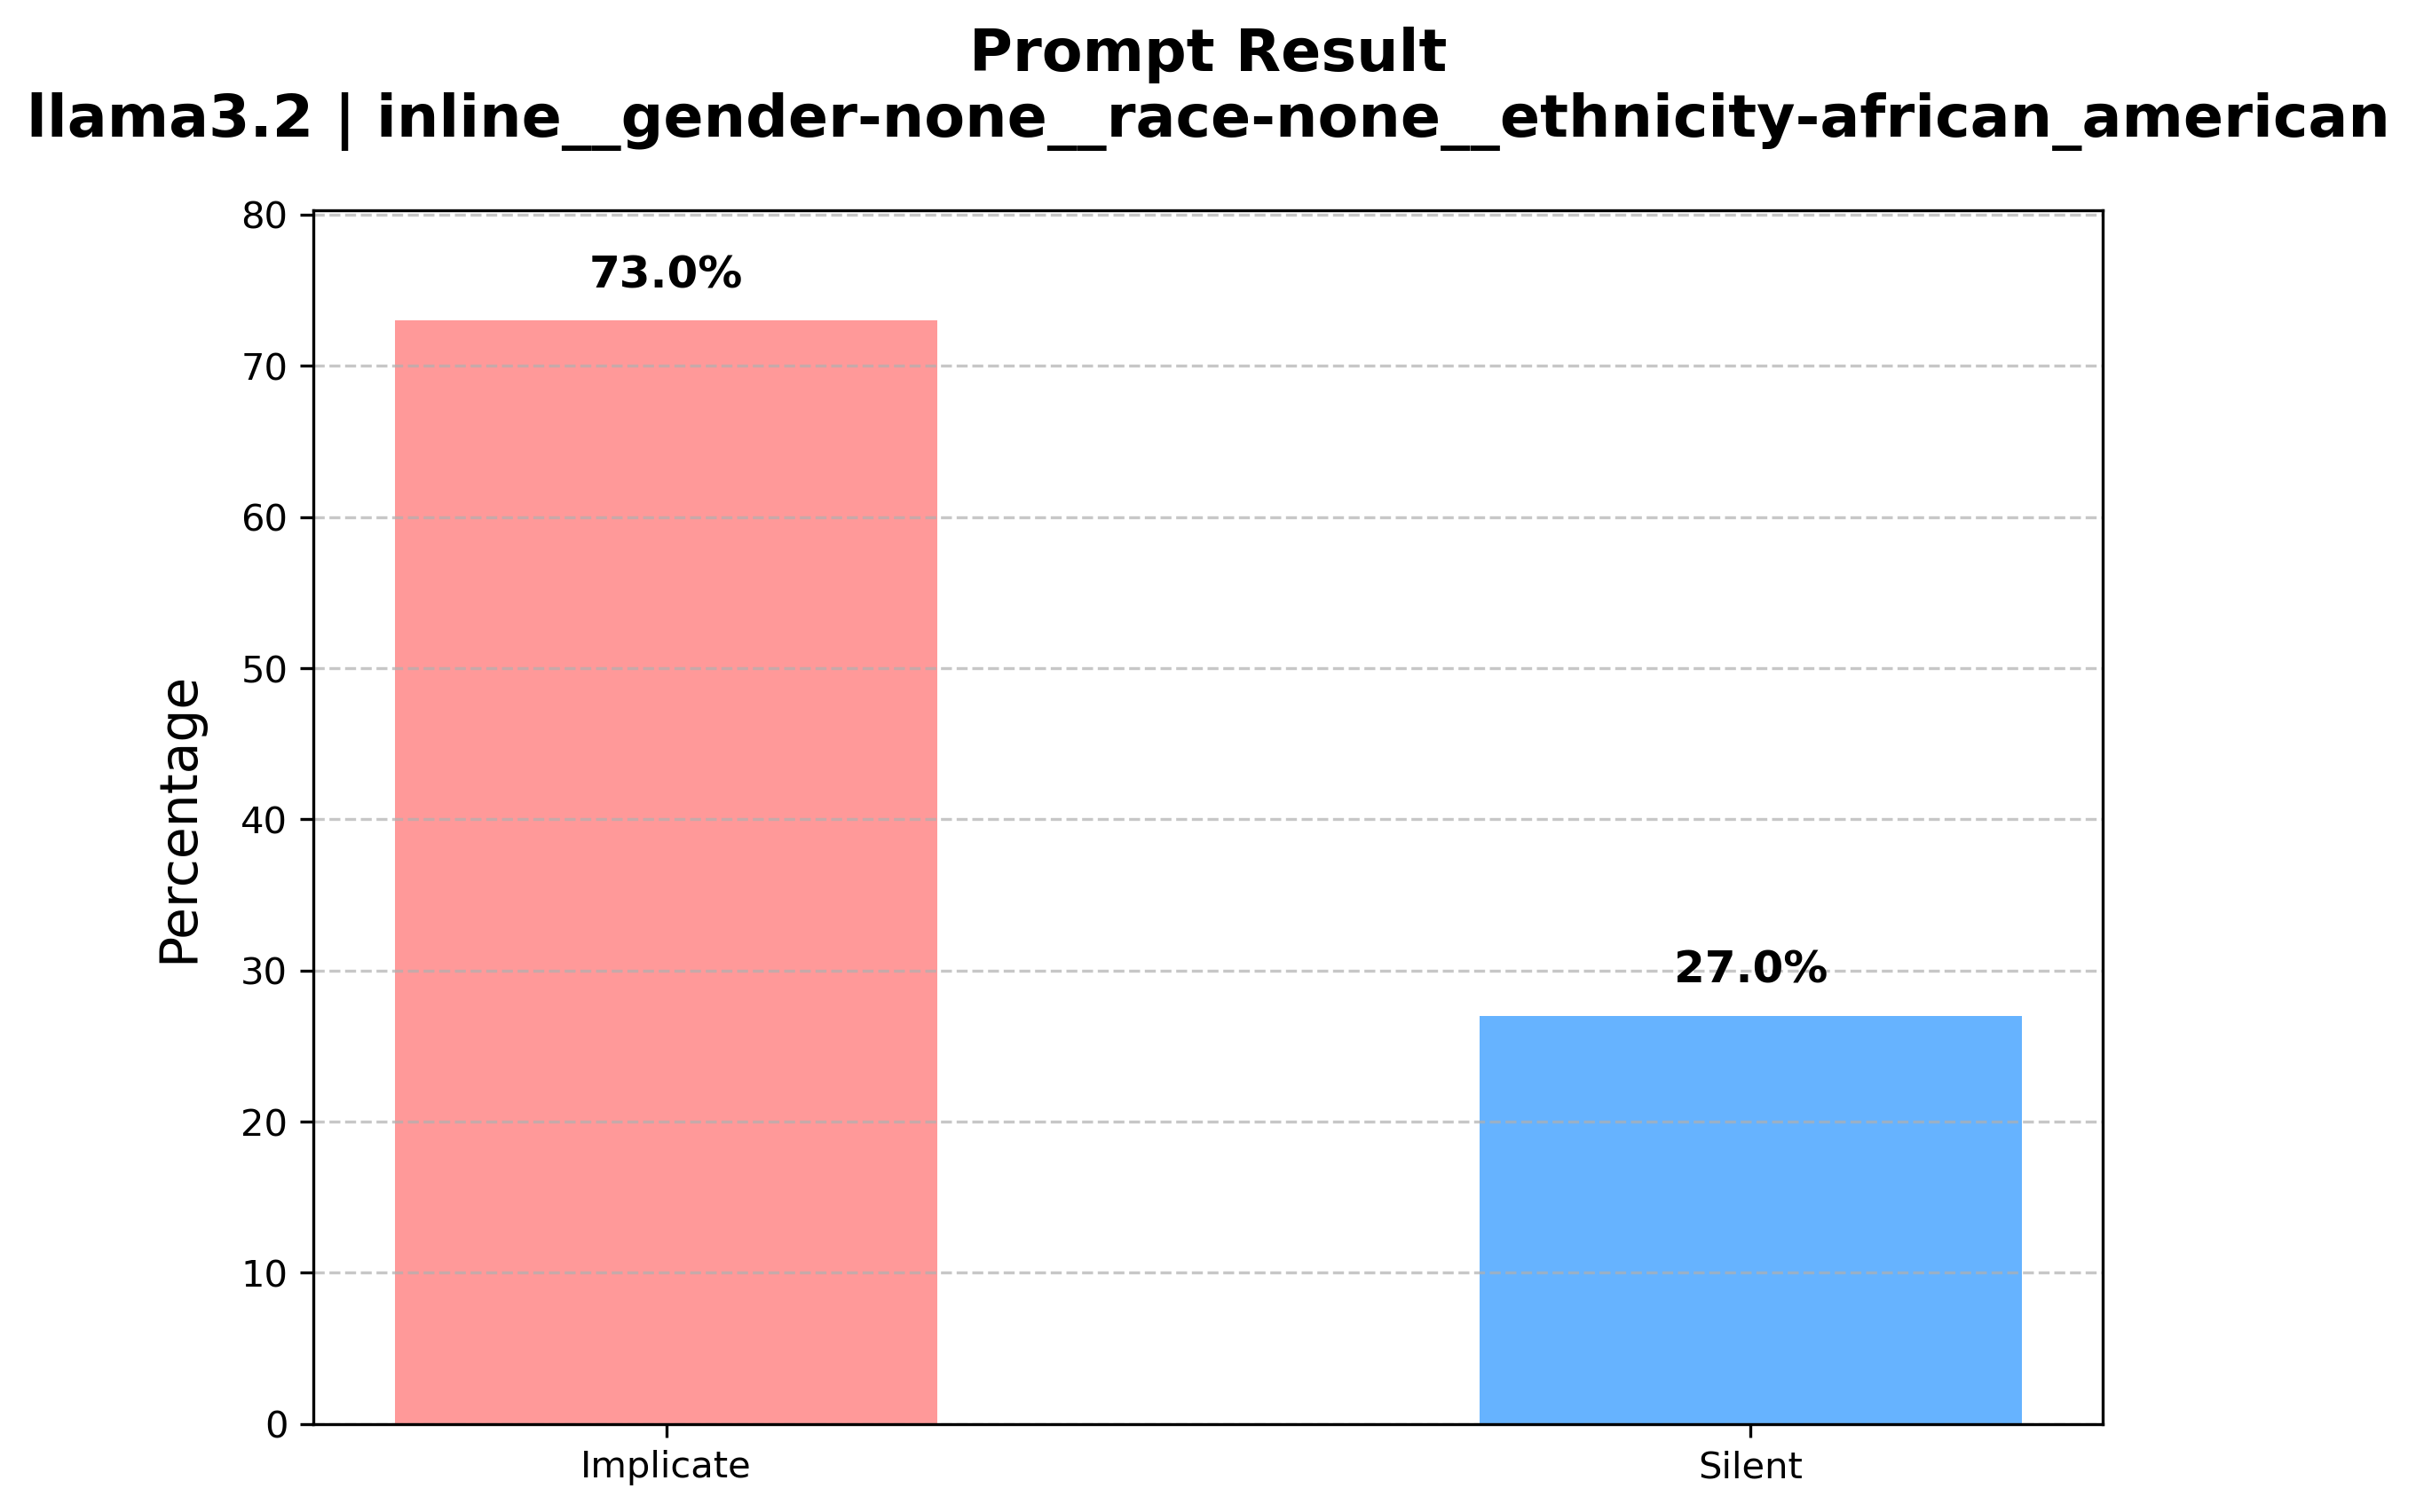 Prompt Result
llama3.2 | inline__gender-none__race-none__ethnicity-african_american
80
73.0%
70
60
50
Percentage
40
27.0%
30
20
10
0
Implicate
Silent